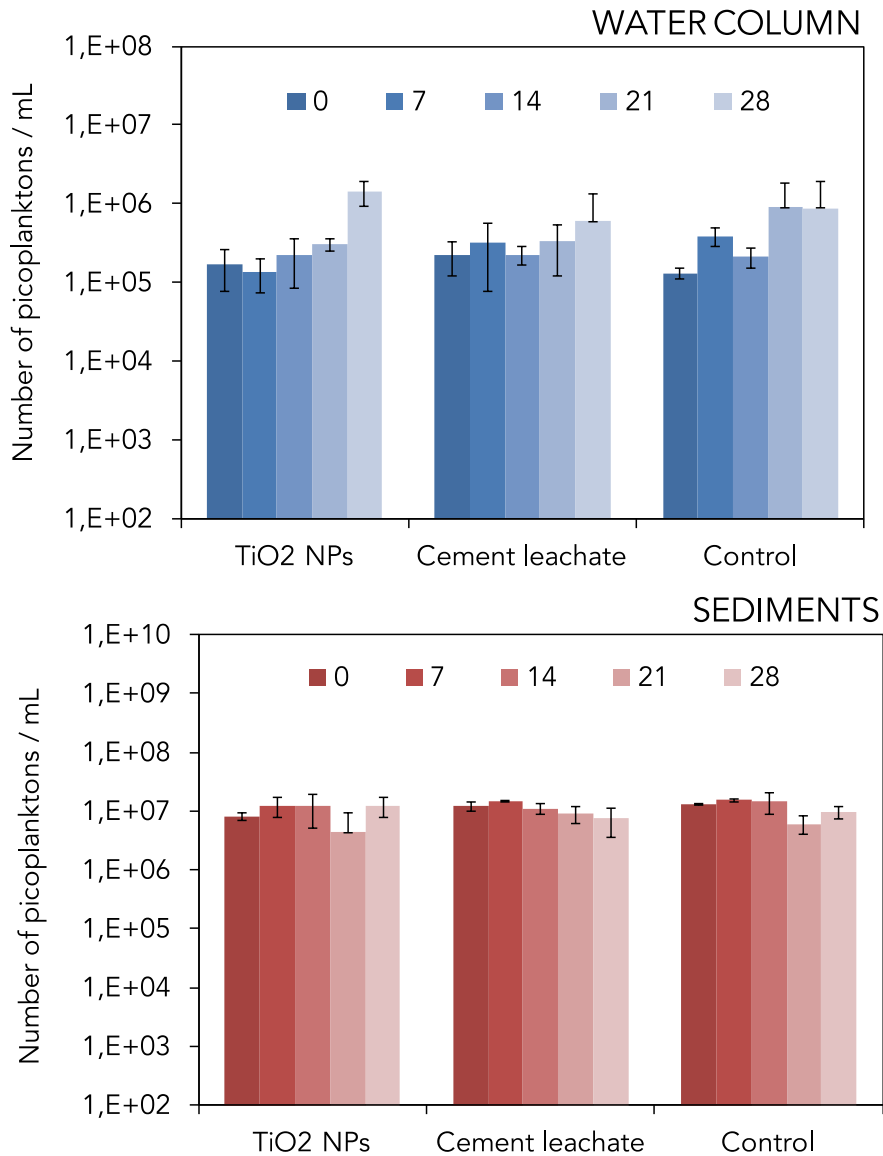 WATER COLUMN
1,E+08
0 7 14 21 28
1,E+07
1,E+06
1,E+05
1,E+04
1,E+03
1,E+02
Number of picoplanktons / mL
TiO2 NPs Cement leachate Control
SEDIMENTS
1,E+10
0 7 14 21 28
1,E+09
1,E+08
1,E+07
1,E+06
1,E+05
1,E+04
1,E+03
1,E+02
Number of picoplanktons / mL
TiO2 NPs Cement leachate Control